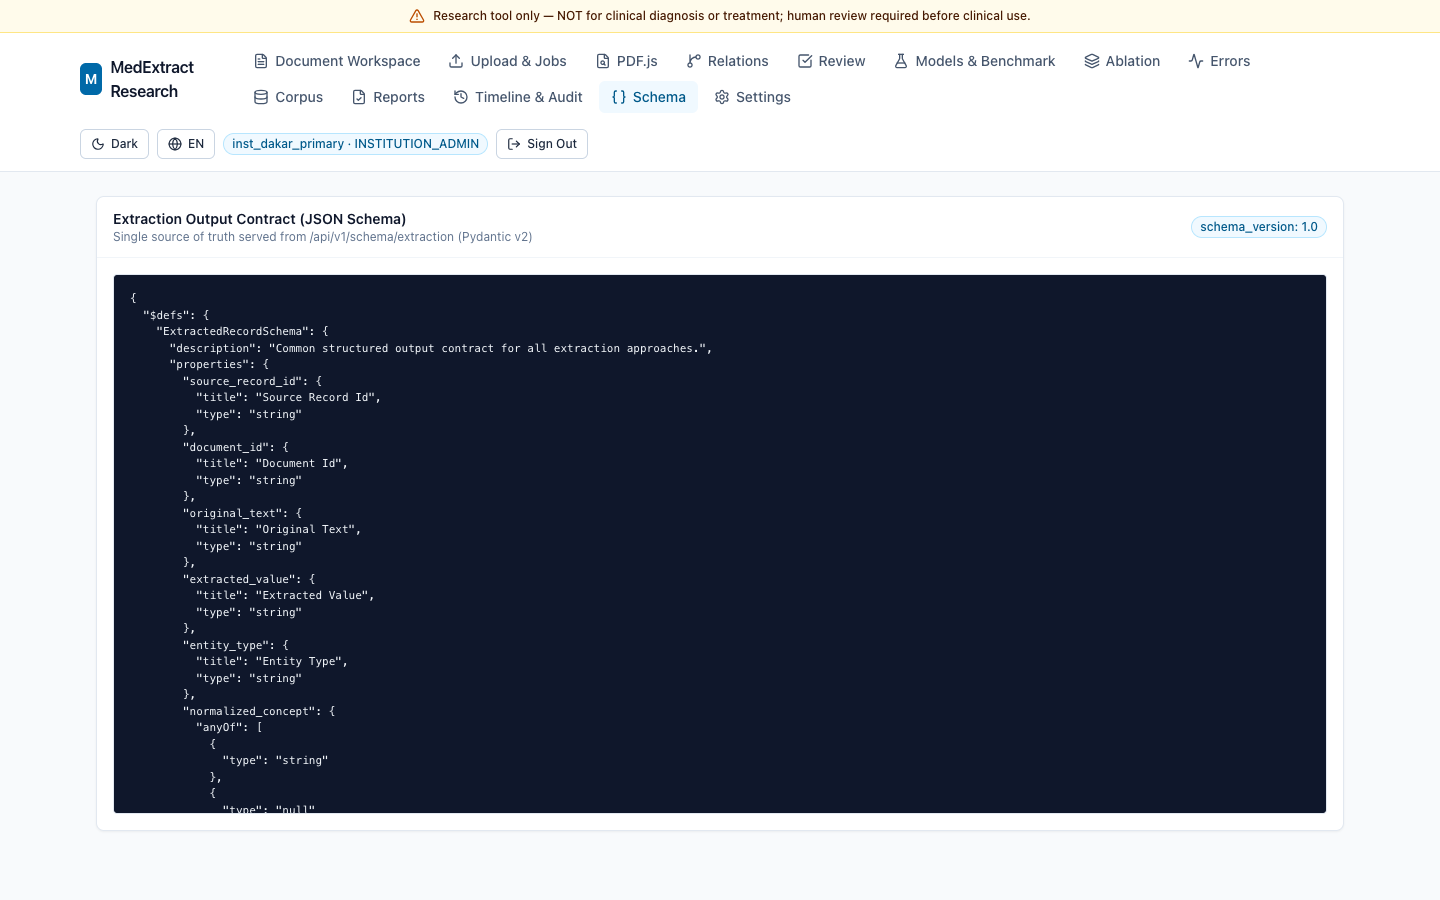 Research tool only — NOT for clinical diagnosis or treatment; human review required before clinical use.
M
MedExtract
Research
Document Workspace
Upload & Jobs
PDF.js
Relations
Review
Models & Benchmark
Ablation
Errors
Corpus
Reports
Timeline & Audit
Schema
Settings
Dark
EN
inst_dakar_primary · INSTITUTION_ADMIN
Sign Out
Extraction Output Contract (JSON Schema)
Single source of truth served from /api/v1/schema/extraction (Pydantic v2)
schema_version: 1.0
{
  "$defs": {
    "ExtractedRecordSchema": {
      "description": "Common structured output contract for all extraction approaches.",
      "properties": {
        "source_record_id": {
          "title": "Source Record Id",
          "type": "string"
        },
        "document_id": {
          "title": "Document Id",
          "type": "string"
        },
        "original_text": {
          "title": "Original Text",
          "type": "string"
        },
        "extracted_value": {
          "title": "Extracted Value",
          "type": "string"
        },
        "entity_type": {
          "title": "Entity Type",
          "type": "string"
        },
        "normalized_concept": {
          "anyOf": [
            {
              "type": "string"
            },
            {
              "type": "null"